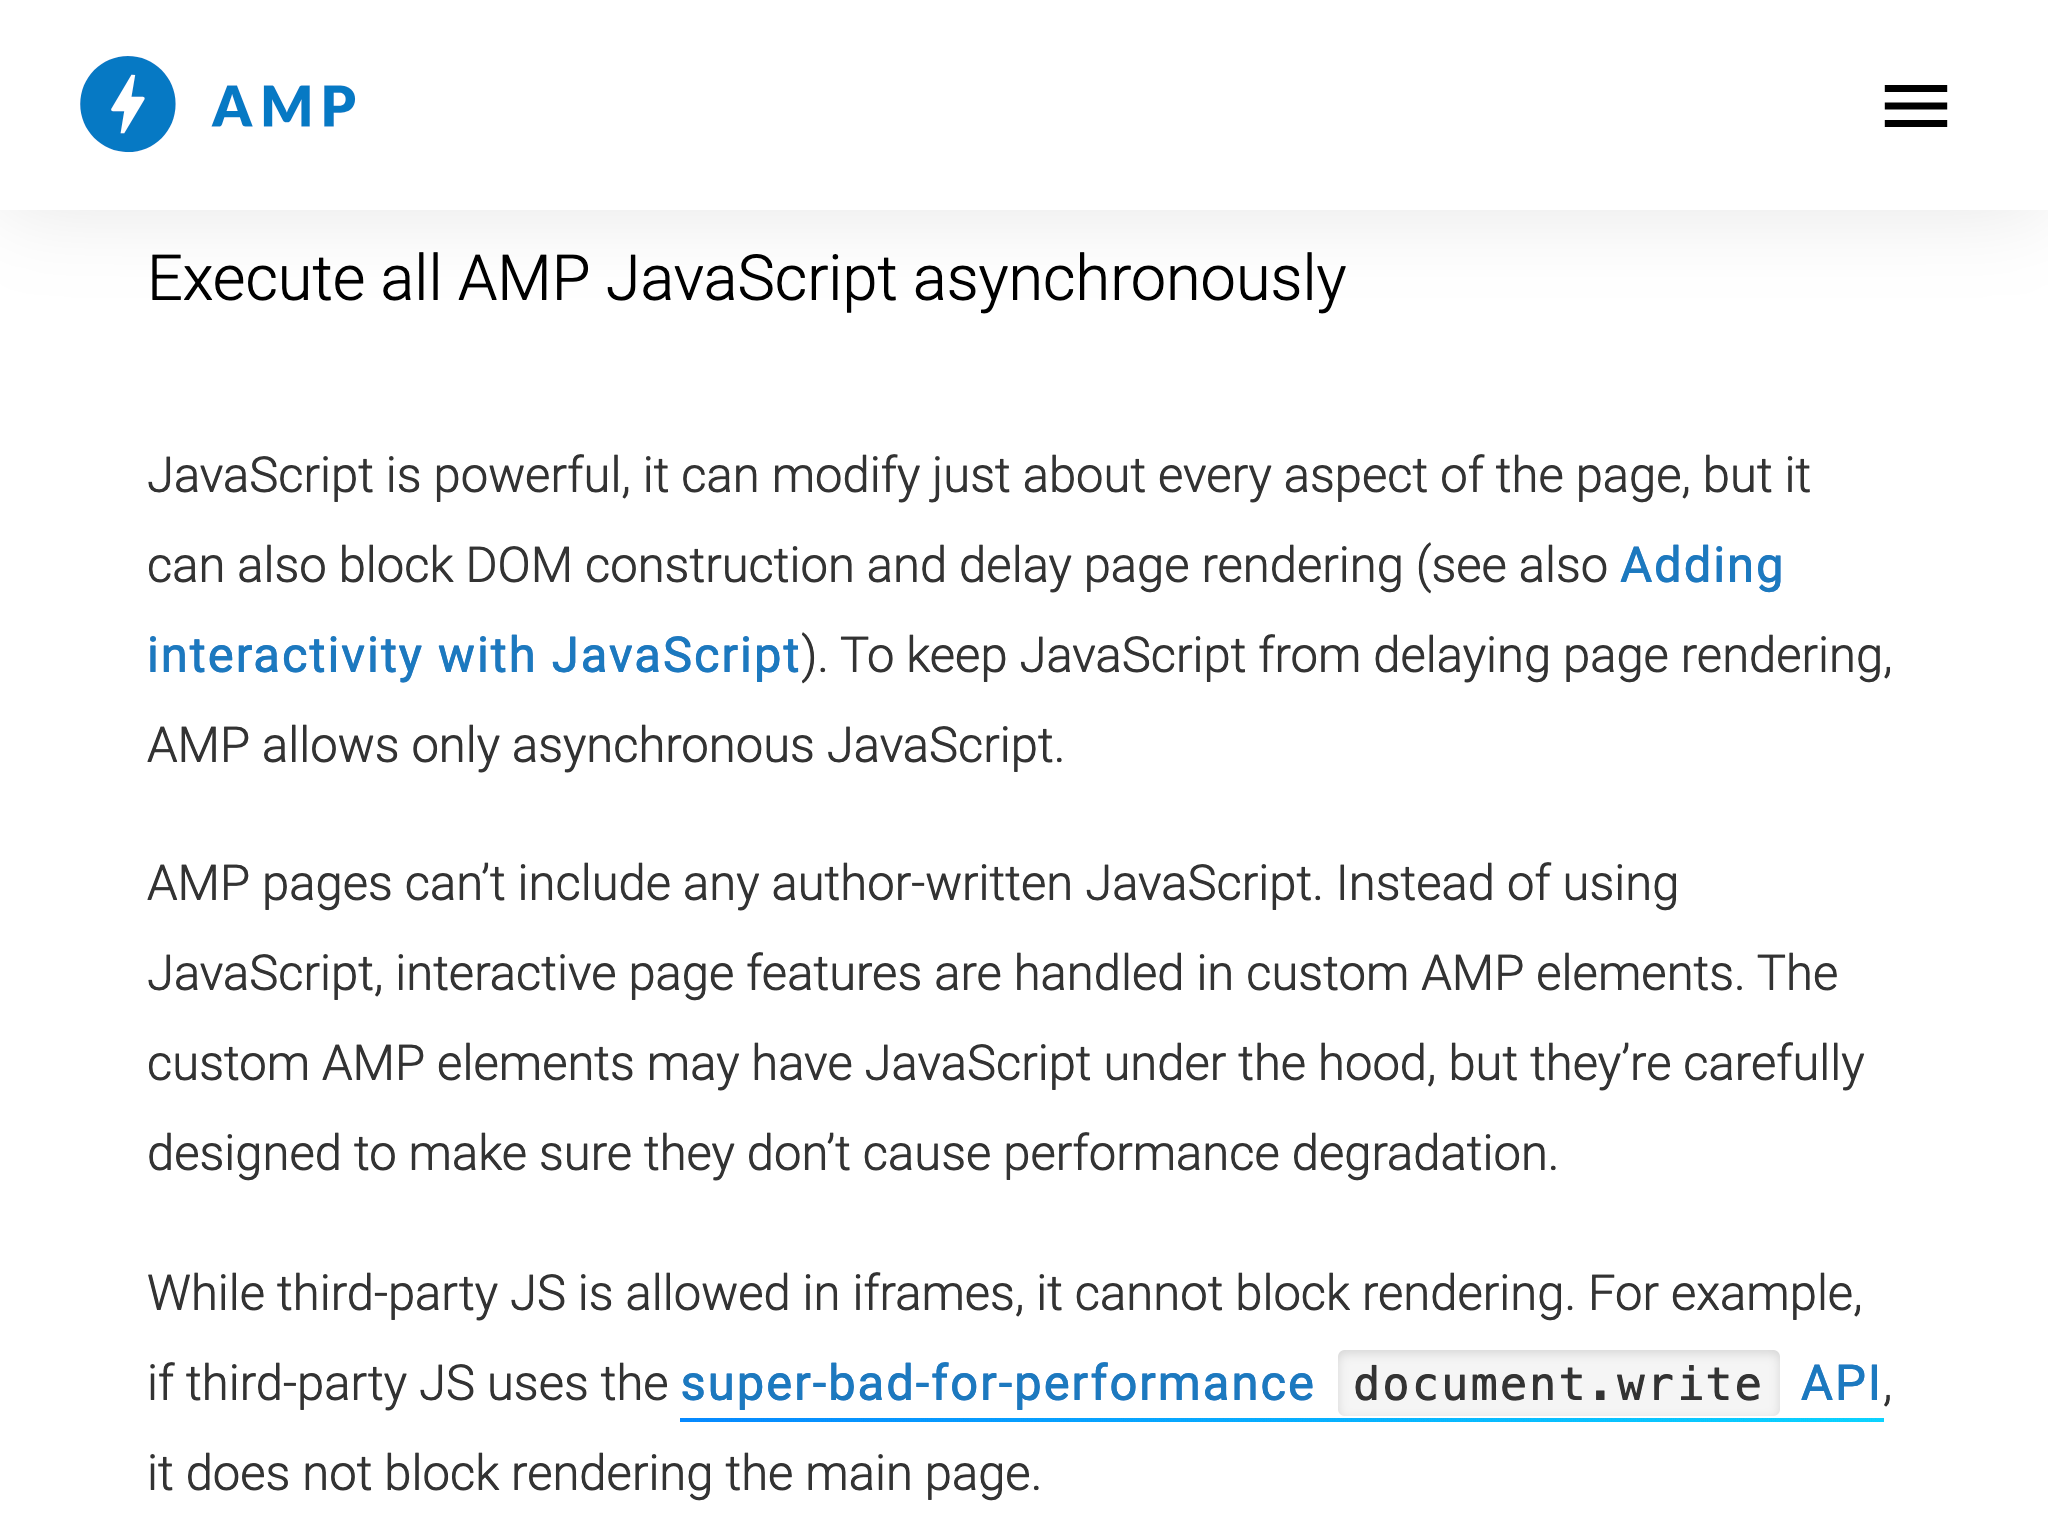 AMP
Execute all AMP JavaScript asynchronously
JavaScript is powerful, it can modify just about every aspect of the page, but it
can also block DOM construction and delay page rendering (see also Adding
interactivity with JavaScript). To keep JavaScript from delaying page rendering,
AMP allows only asynchronous JavaScript.
AMP pages can’t include any author-written JavaScript. Instead of using
JavaScript, interactive page features are handled in custom AMP elements. The
custom AMP elements may have JavaScript under the hood, but they’re carefully
designed to make sure they don’t cause performance degradation.
While third-party JS is allowed in iframes, it cannot block rendering. For example,
if third-party JS uses the super-bad-for-performance document.write API,
it does not block rendering the main page.